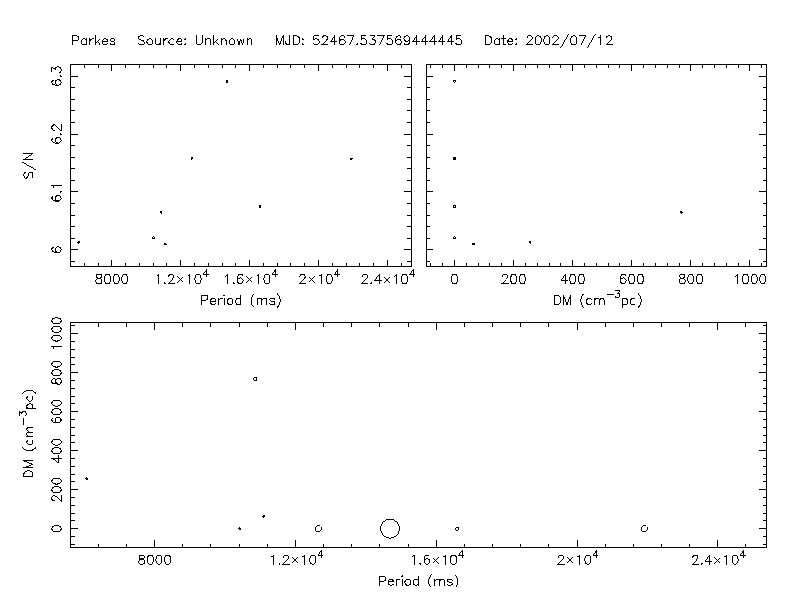 Parkes Source: Unknown MJD: 52467.537569444445 Date: 2002/07/12
6.3
6.2
6.1
6
S/N
8000 1.2×10⁴ 1.6×10⁴ 2×10⁴ 2.4×10⁴
Period (ms)
0 200 400 600 800 1000
DM (cm⁻³pc)
1000
800
600
400
200
0
DM (cm⁻³pc)
8000 1.2×10⁴ 1.6×10⁴ 2×10⁴ 2.4×10⁴
Period (ms)